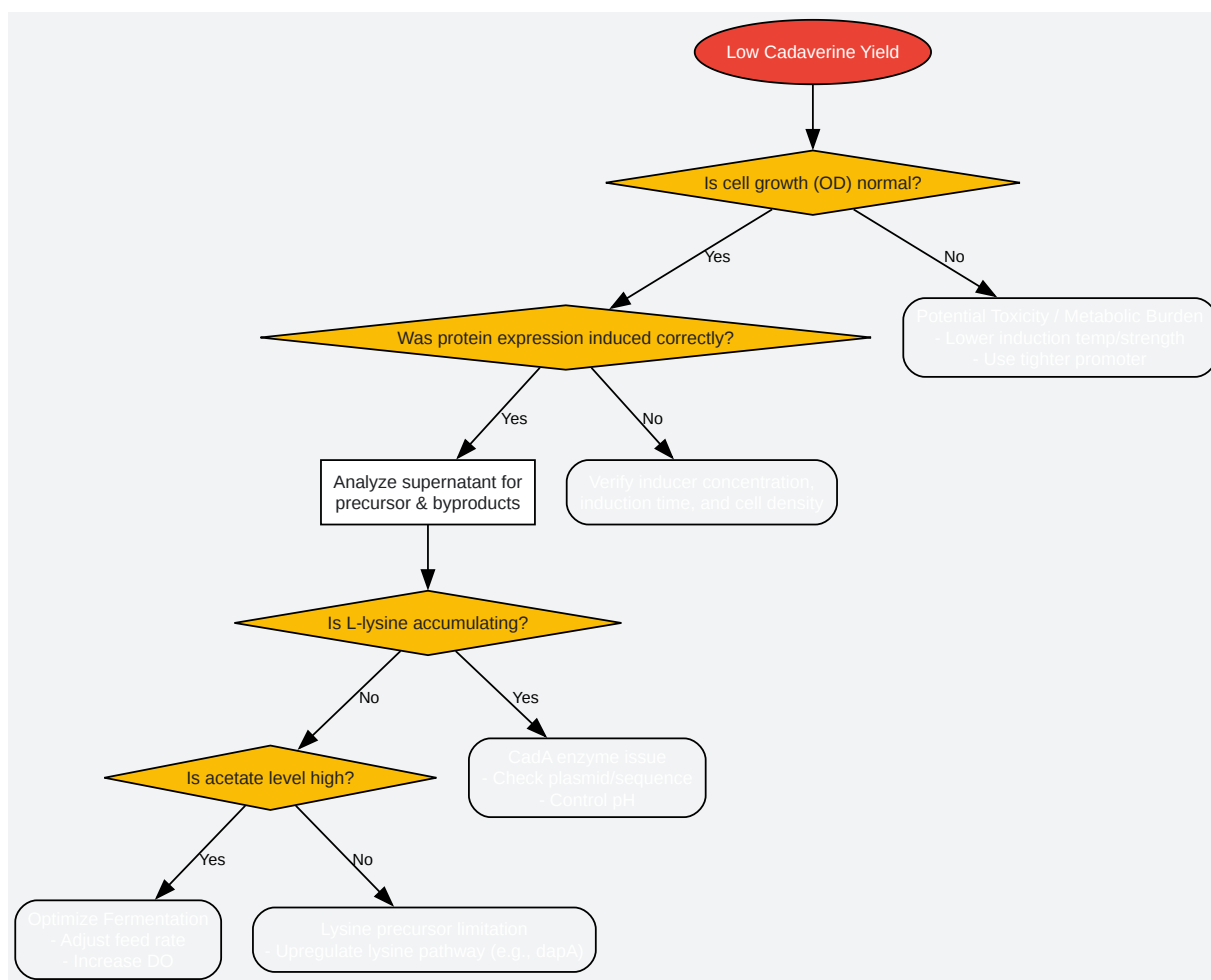 Low Cadaverine Yield
Is cell growth (OD) normal?
Yes
No
Was protein expression induced correctly?
Potential Toxicity / Metabolic Burden
- Lower induction temp/strength
- Use tighter promoter
Yes
No
Analyze supernatant for
precursor & byproducts
Verify inducer concentration,
induction time, and cell density
Is L-lysine accumulating?
No
Yes
Is acetate level high?
CadA enzyme issue
- Check plasmid/sequence
- Control pH
Yes
No
Optimize Fermentation
- Adjust feed rate
- Increase DO
Lysine precursor limitation
- Upregulate lysine pathway (e.g., dapA)